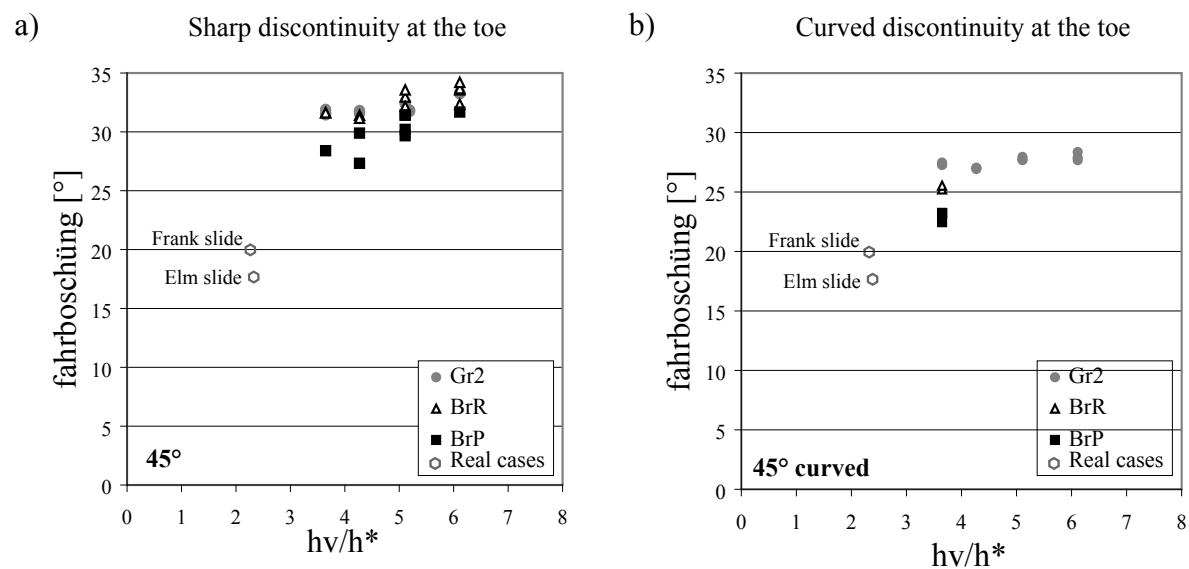 a)
Sharp discontinuity at the toe
fahrboschüng [°]
35
30
25
20
15
10
5
0
Frank slide
Elm slide
Gr2
BrR
BrP
Real cases
45°
0 1 2 3 4 5 6 7 8
hv/h*
b)
Curved discontinuity at the toe
fahrboschüng [°]
35
30
25
20
15
10
5
0
Frank slide
Elm slide
Gr2
BrR
BrP
Real cases
45° curved
0 1 2 3 4 5 6 7 8
hv/h*